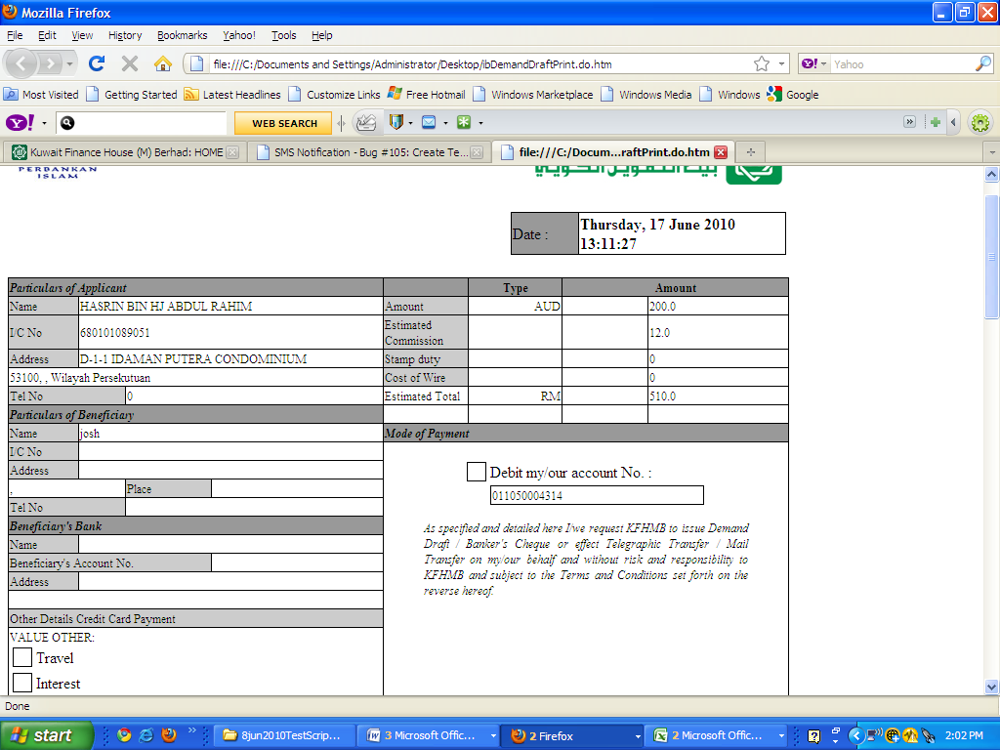 Mozilla Firefox
File Edit View History Bookmarks Yahoo! Tools Help
file:///C:/Documents and Settings/Administrator/Desktop/ibDemandDraftPrint.do.htm
Yahoo
Most Visited Getting Started Latest Headlines Customize Links Free Hotmail Windows Marketplace Windows Media Windows Google
Y! WEB SEARCH
Kuwait Finance House (M) Berhad: HOME
SMS Notification - Bug #105: Create Te...
file:///C:/Docum...raftPrint.do.htm
PERBANKAN
ISLAM
بيت التمويل الكويتي
Date :
Thursday, 17 June 2010
13:11:27
Particulars of Applicant Type Amount
Name HASRIN BIN HJ ABDUL RAHIM Amount AUD 200.0
I/C No 680101089051 Estimated Commission 12.0
Address D-1-1 IDAMAN PUTERA CONDOMINIUM Stamp duty 0
53100, , Wilayah Persekutuan Cost of Wire 0
Tel No 0 Estimated Total RM 510.0
Particulars of Beneficiary
Name josh Mode of Payment
I/C No
Address
, Place
Tel No
Beneficiary's Bank
Name
Beneficiary's Account No.
Address
Other Details Credit Card Payment
VALUE OTHER:
Travel
Interest
Debit my/our account No. :
011050004314
As specified and detailed here I/we request KFHMB to issue Demand
Draft / Banker's Cheque or effect Telegraphic Transfer / Mail
Transfer on my/our behalf and without risk and responsibility to
KFHMB and subject to the Terms and Conditions set forth on the
reverse hereof.
Done
start 8jun2010TestScrip... 3 Microsoft Offic... 2 Firefox 2 Microsoft Offic... 2:02 PM